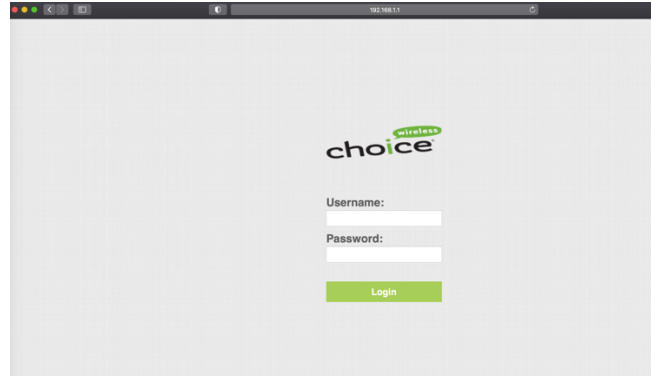 192.168.1.1
wireless
choice
Username:
Password:
Login